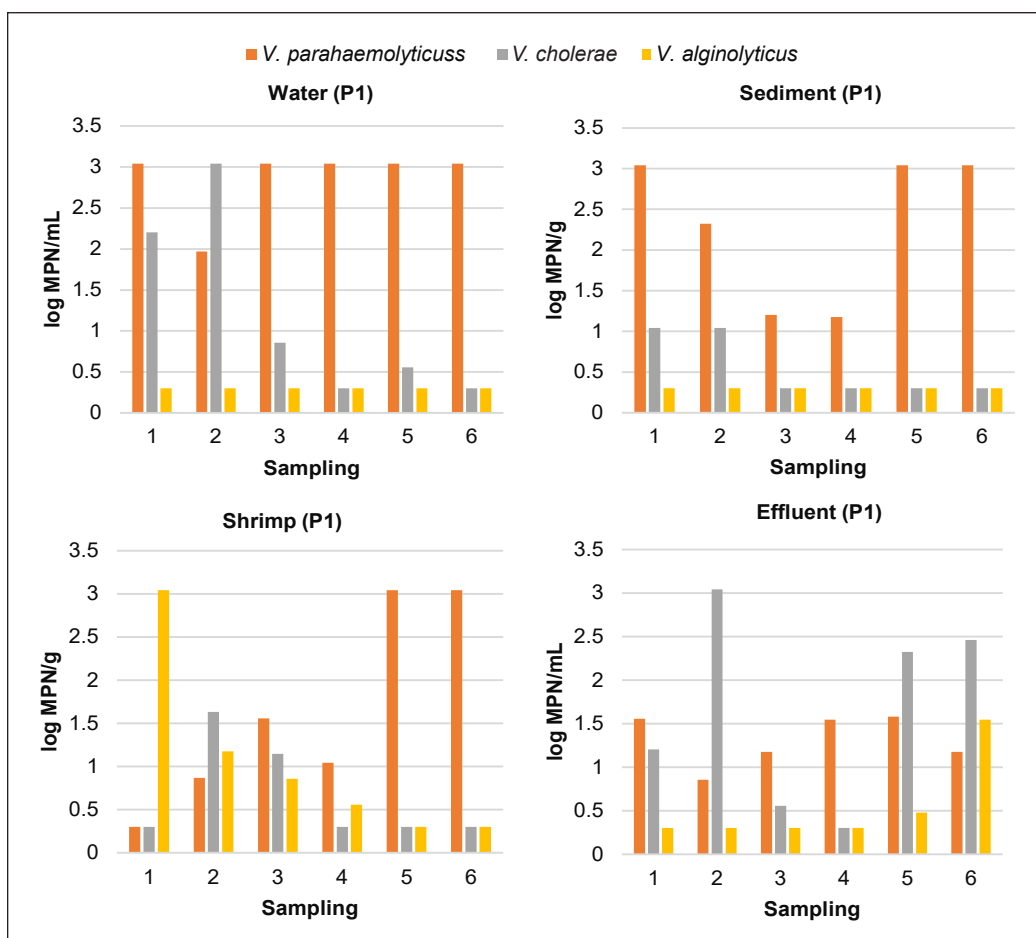 V. parahaemolyticuss V. cholerae V. alginolyticus
Water (P1)
3.5
3
2.5
2
1.5
1
0.5
0
log MPN/mL
1 2 3 4 5 6
Sampling
Sediment (P1)
3.5
3
2.5
2
1.5
1
0.5
0
log MPN/g
1 2 3 4 5 6
Sampling
Shrimp (P1)
3.5
3
2.5
2
1.5
1
0.5
0
log MPN/g
1 2 3 4 5 6
Sampling
Effluent (P1)
3.5
3
2.5
2
1.5
1
0.5
0
log MPN/mL
1 2 3 4 5 6
Sampling